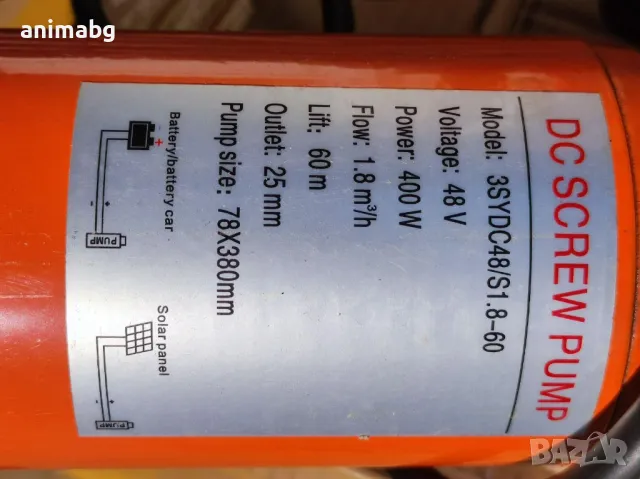 animabg
DC SCREW PUMP
Model: 3SYDC48/S1.8-60
Voltage: 48 V
Power: 400 W
Flow: 1.8 m³/h
Lift: 60 m
Outlet: 25 mm
Pump size: 78X380mm
Battery/battery car
PUMP
Solar panel
PUMP
BAZAR